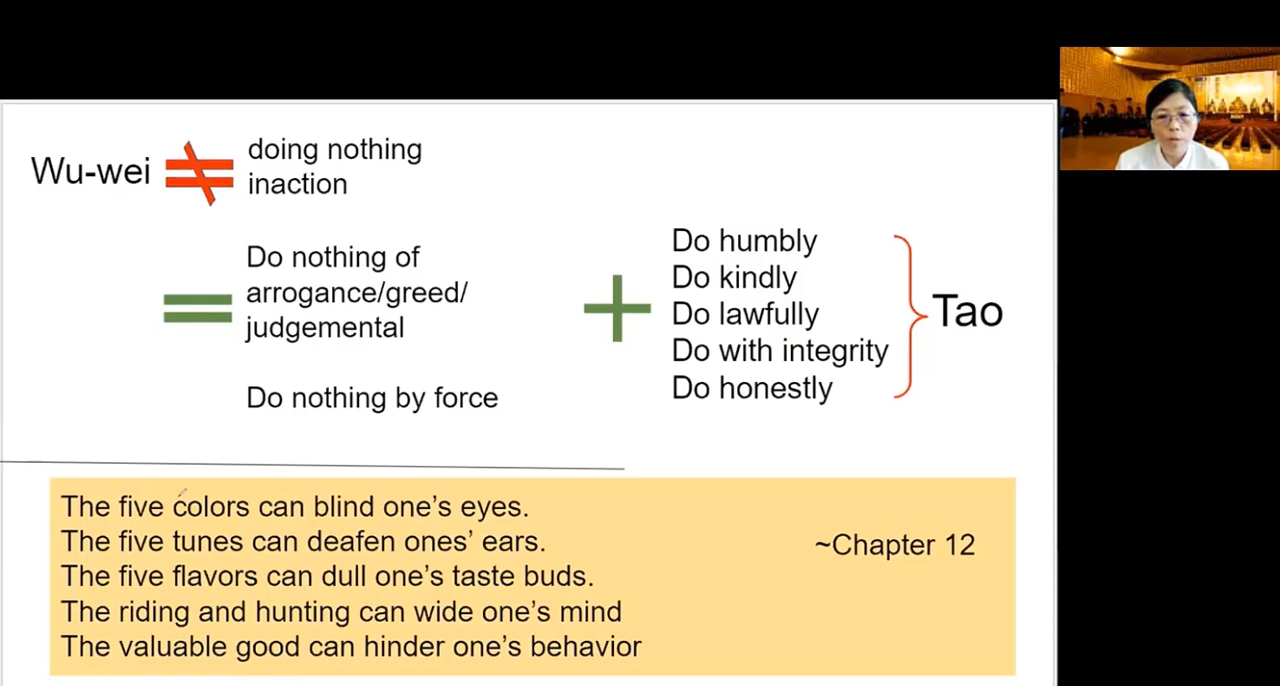 Wu-wei
doing nothing
inaction
Do nothing of
arrogance/greed/
judgemental
Do nothing by force
Do humbly
Do kindly
Do lawfully
Do with integrity
Do honestly
Tao
The five colors can blind one’s eyes.
The five tunes can deafen ones’ ears.
The five flavors can dull one’s taste buds.
The riding and hunting can wide one’s mind
The valuable good can hinder one’s behavior
~Chapter 12